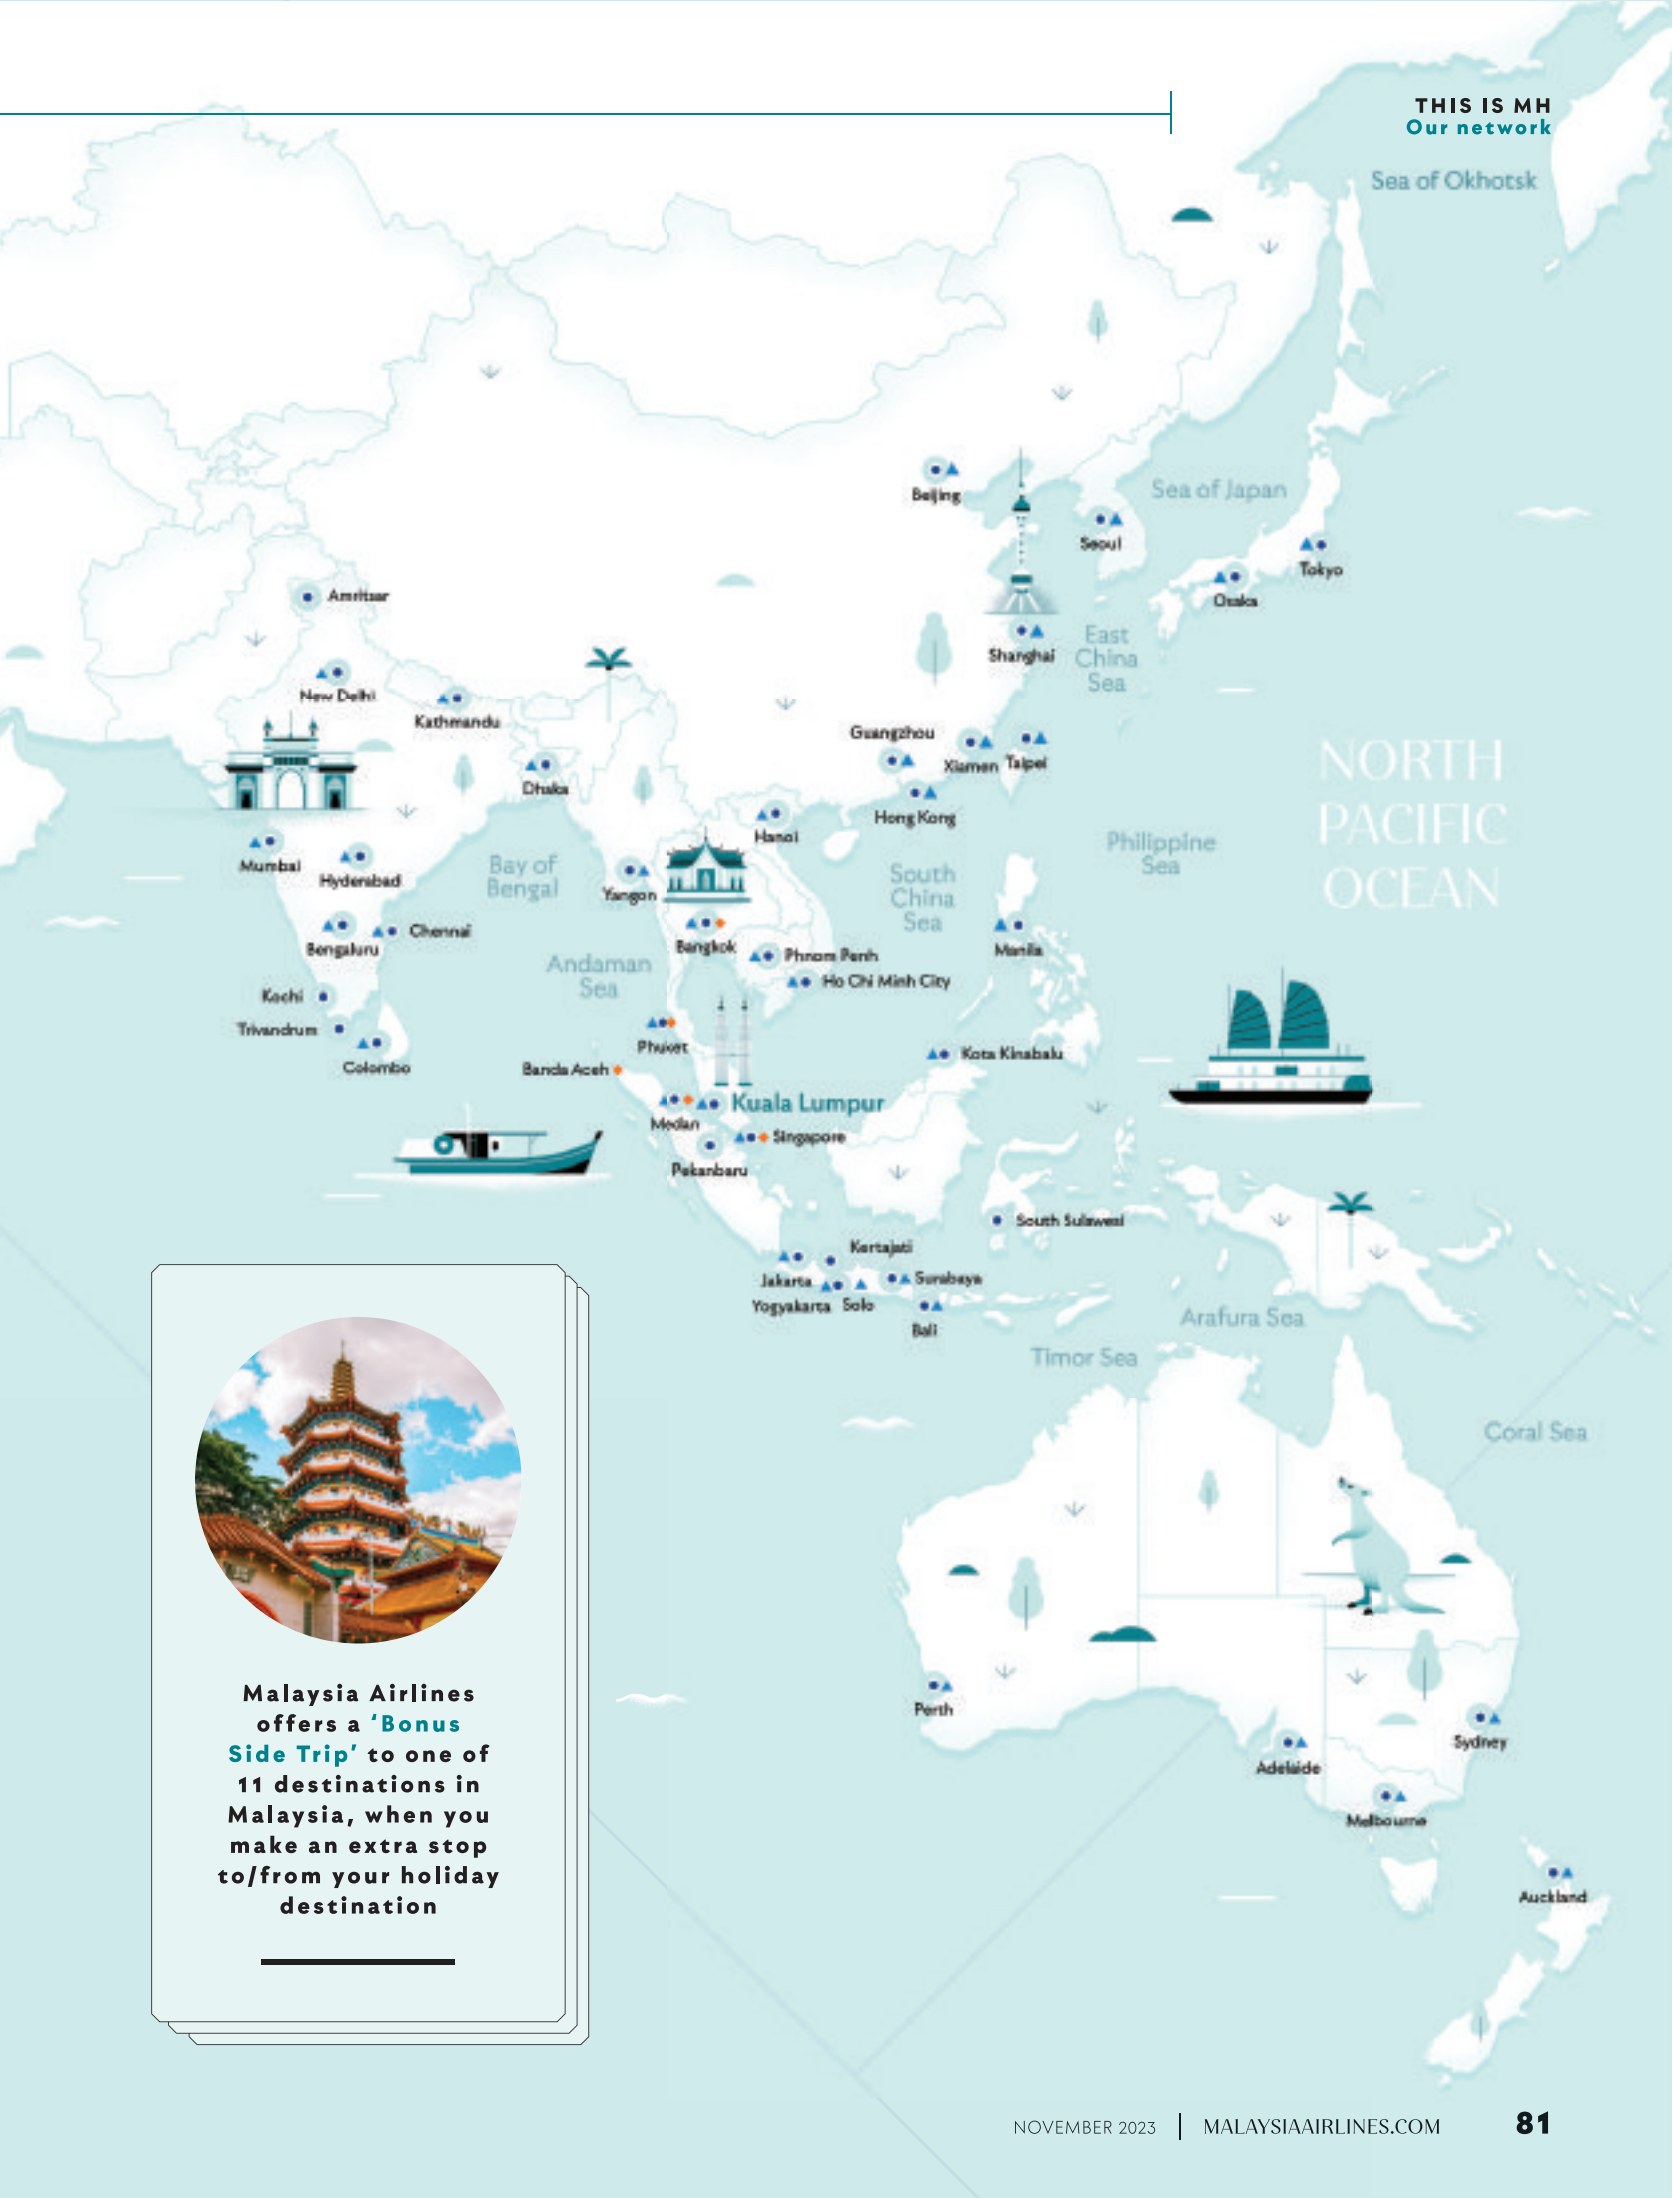 THIS IS MH
Our network
Sea of Okhotsk
Beijing
Sea of Japan
Seoul
Tokyo
Osaka
Amritsar
East
China
Sea
Shanghai
New Delhi
Kathmandu
Guangzhou
Xiamen
Taipei
Dhaka
NORTH
PACIFIC
OCEAN
Hong Kong
Hanoi
Mumbai
Hyderabad
Bay of
Bengal
Yangon
South
China
Sea
Philippine
Sea
Bengaluru
Chennai
Bangkok
Phnom Penh
Manila
Andaman
Sea
Ho Chi Minh City
Kochi
Trivandrum
Colombo
Phuket
Banda Aceh
Kota Kinabalu
Medan
Kuala Lumpur
Singapore
Pekanbaru
South Sulawesi
Kertajati
Jakarta
Surabaya
Yogyakarta
Solo
Bali
Arafura Sea
Timor Sea
Coral Sea
Perth
Sydney
Adelaide
Melbourne
Auckland
Malaysia Airlines
offers a ‘Bonus
Side Trip’ to one of
11 destinations in
Malaysia, when you
make an extra stop
to/from your holiday
destination
NOVEMBER 2023 | MALAYSIAAIRLINES.COM 81